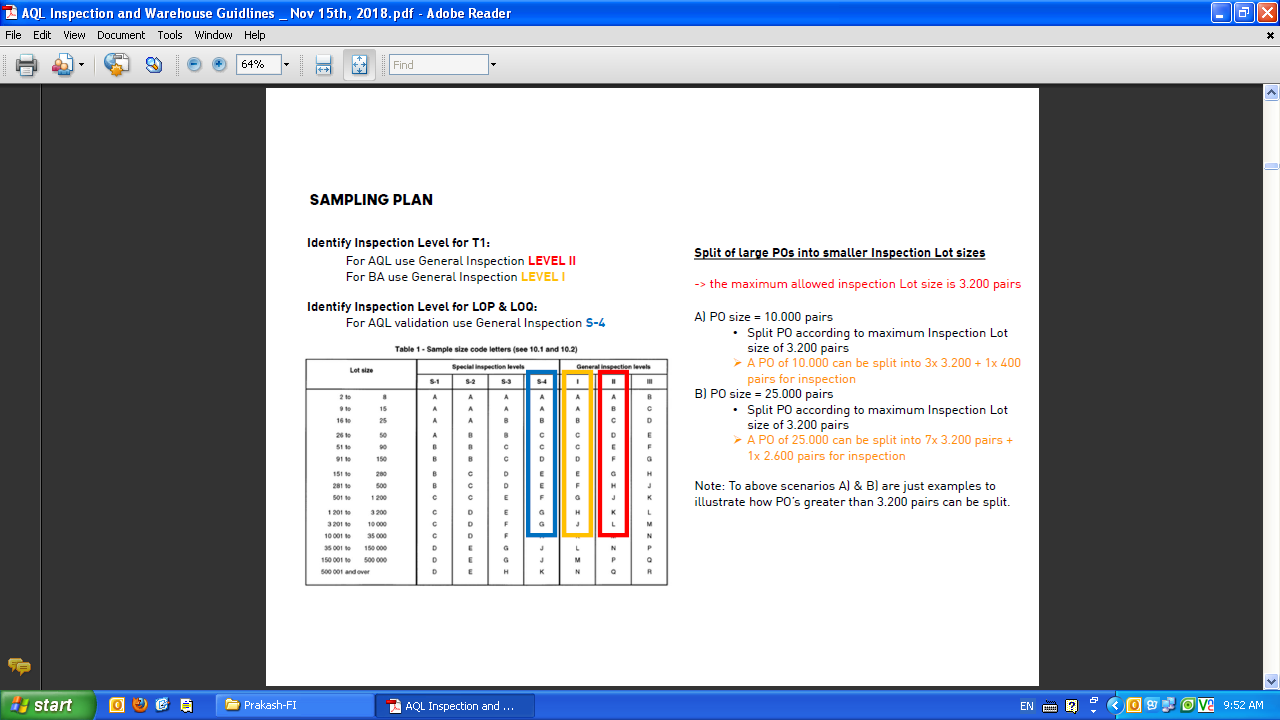 AQL Inspection and Warehouse Guidlines _ Nov 15th, 2018.pdf - Adobe Reader
File Edit View Document Tools Window Help
64% Find
SAMPLING PLAN
Identify Inspection Level for T1:
For AQL use General Inspection LEVEL II
For BA use General Inspection LEVEL I
Identify Inspection Level for LOP & LOQ:
For AQL validation use General Inspection S-4
Table 1 - Sample size code letters (see 10.1 and 10.2)
Lot size Special inspection levels General inspection levels
S-1 S-2 S-3 S-4 I II III
2 to 8 A A A A A A B
9 to 15 A A A A A B C
16 to 25 A A B B B C D
26 to 50 A B B C C D E
51 to 90 B B C C C E F
91 to 150 B B C D D F G
151 to 280 B C D E E G H
281 to 500 B C D E F H J
501 to 1 200 C C E F G J K
1 201 to 3 200 C D E G H K L
3 201 to 10 000 C D F G J L M
10 001 to 35 000 C D F N
35 001 to 150 000 D E G J L N P
150 001 to 500 000 D E G J M P Q
500 001 and over D E H K N Q R
Split of large POs into smaller Inspection Lot sizes
-> the maximum allowed inspection Lot size is 3.200 pairs
A) PO size = 10.000 pairs
• Split PO according to maximum Inspection Lot
size of 3.200 pairs
➢ A PO of 10.000 can be split into 3x 3.200 + 1x 400
pairs for inspection
B) PO size = 25.000 pairs
• Split PO according to maximum Inspection Lot
size of 3.200 pairs
➢ A PO of 25.000 can be split into 7x 3.200 pairs +
1x 2.600 pairs for inspection
Note: To above scenarios A) & B) are just examples to
illustrate how PO's greater than 3.200 pairs can be split.
start Prakash-FI AQL Inspection and ... EN 9:52 AM